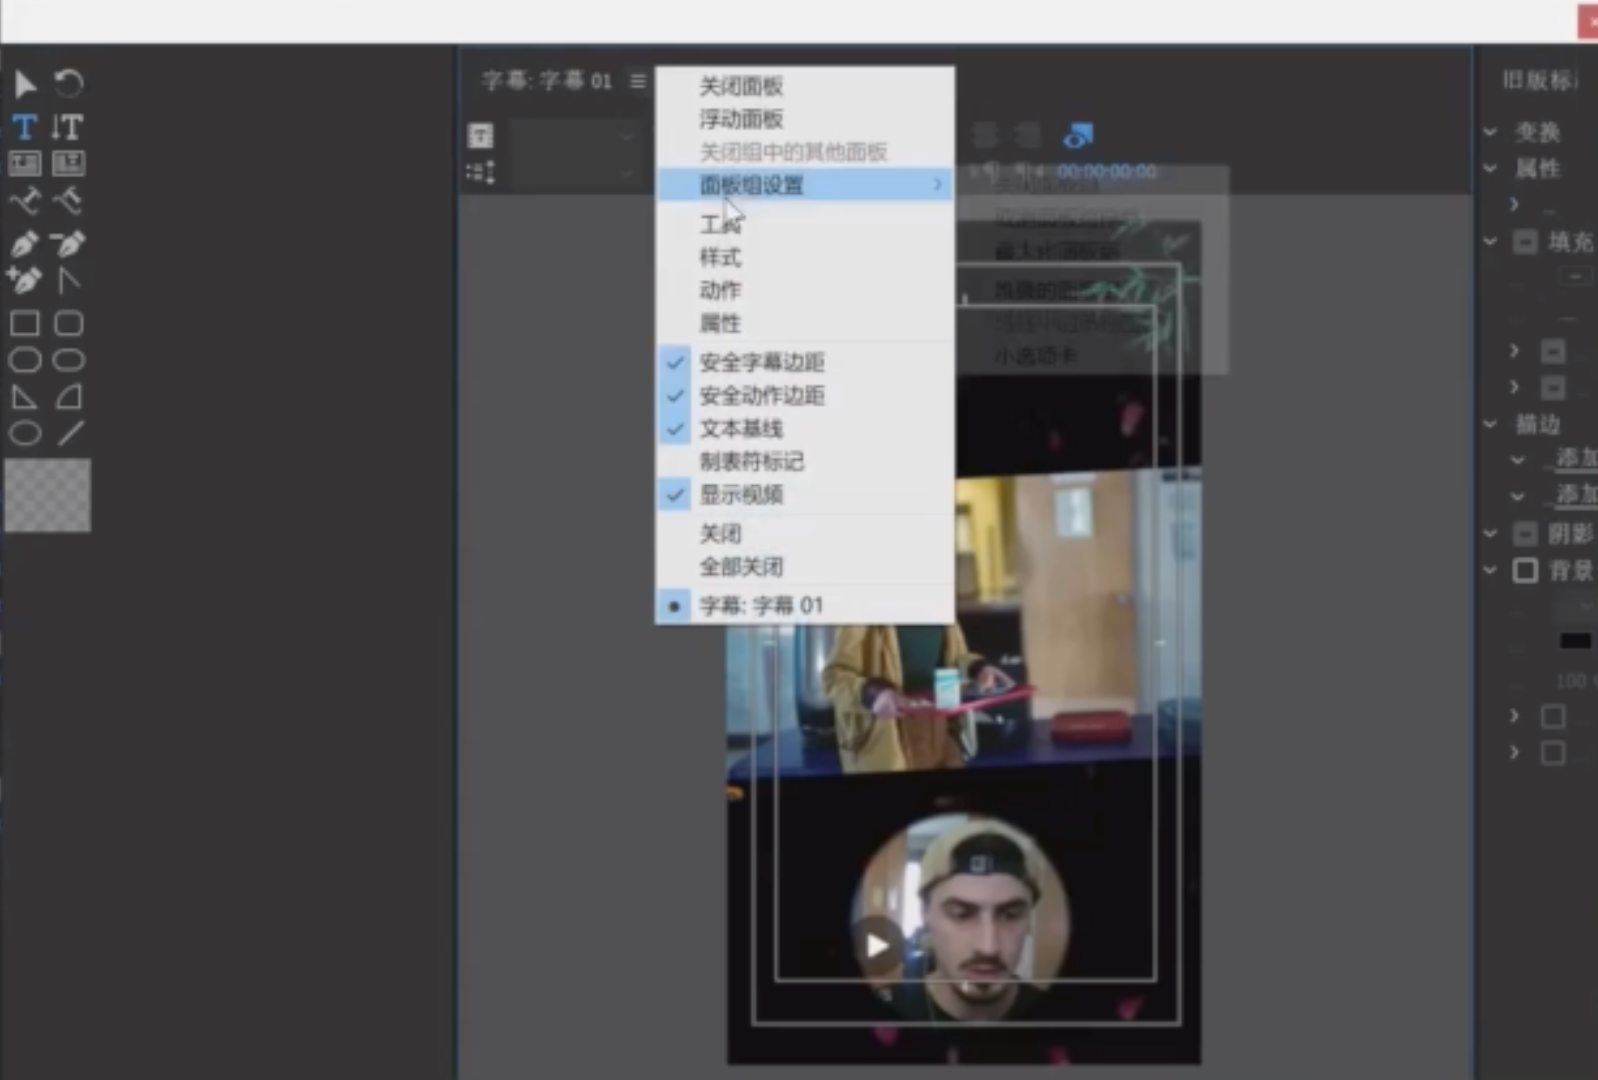 字幕: 字幕 01
关闭面板
浮动面板
关闭组中的其他面板
面板组设置
工具
样式
动作
属性
安全字幕边距
安全动作边距
文本基线
制表符标记
显示视频
关闭
全部关闭
字幕: 字幕 01
00:00:00:00
小选项卡
旧版标
变换
属性
填充
描边
添加
添加
阴影
背景
100